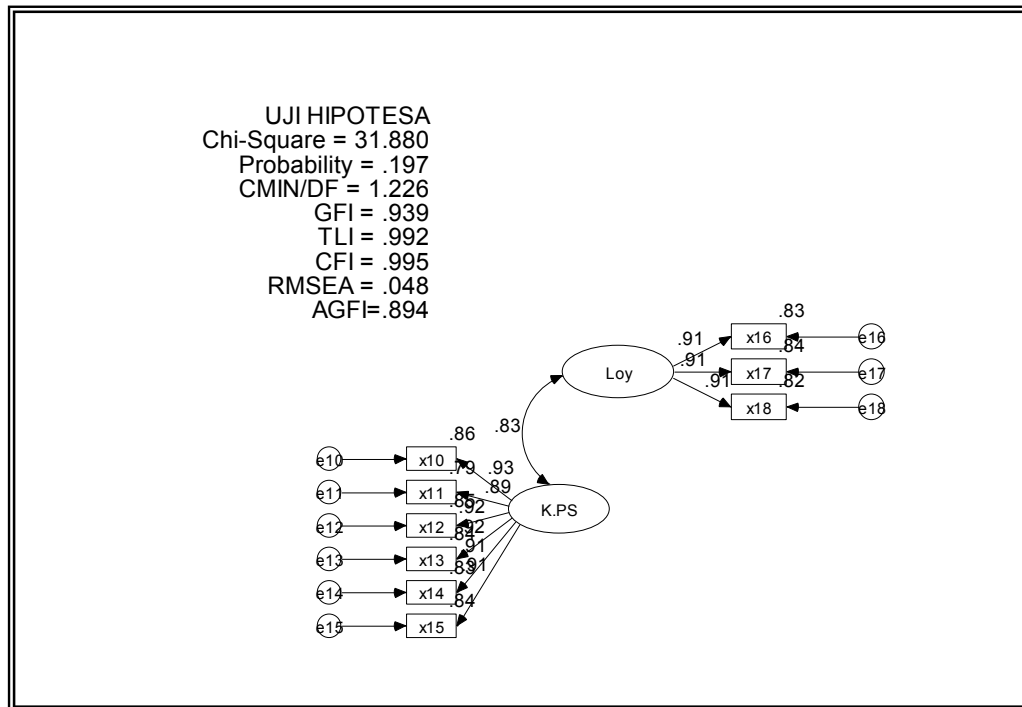 UJI HIPOTESA
Chi-Square = 31.880
Probability = .197
CMIN/DF = 1.226
GFI = .939
TLI = .992
CFI = .995
RMSEA = .048
AGFI=.894
.83
.91 x16 e16
.84
.91
Loy x17 e17
.82
.91
x18 e18
.83
.86
e10 x10
.79 .93
e11 x11 .89
.92
K.PS
e12 x12 .92
.84
.91
e13 x13
.83 .91
e14 x14
.84
e15 x15